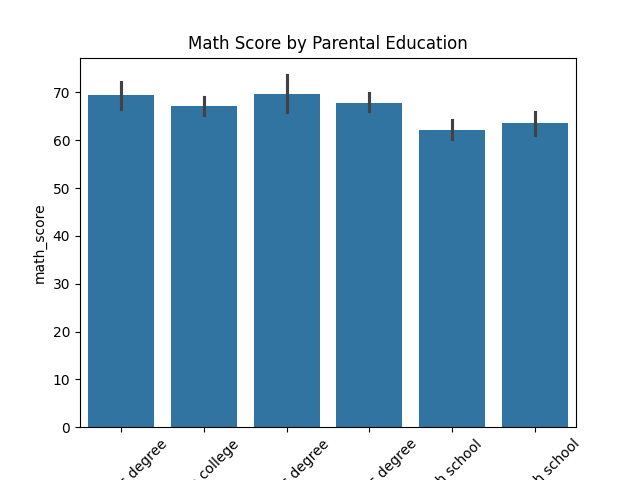 Math Score by Parental Education
math_score
70
60
50
40
30
20
10
0
degree
college
degree
degree
school
school